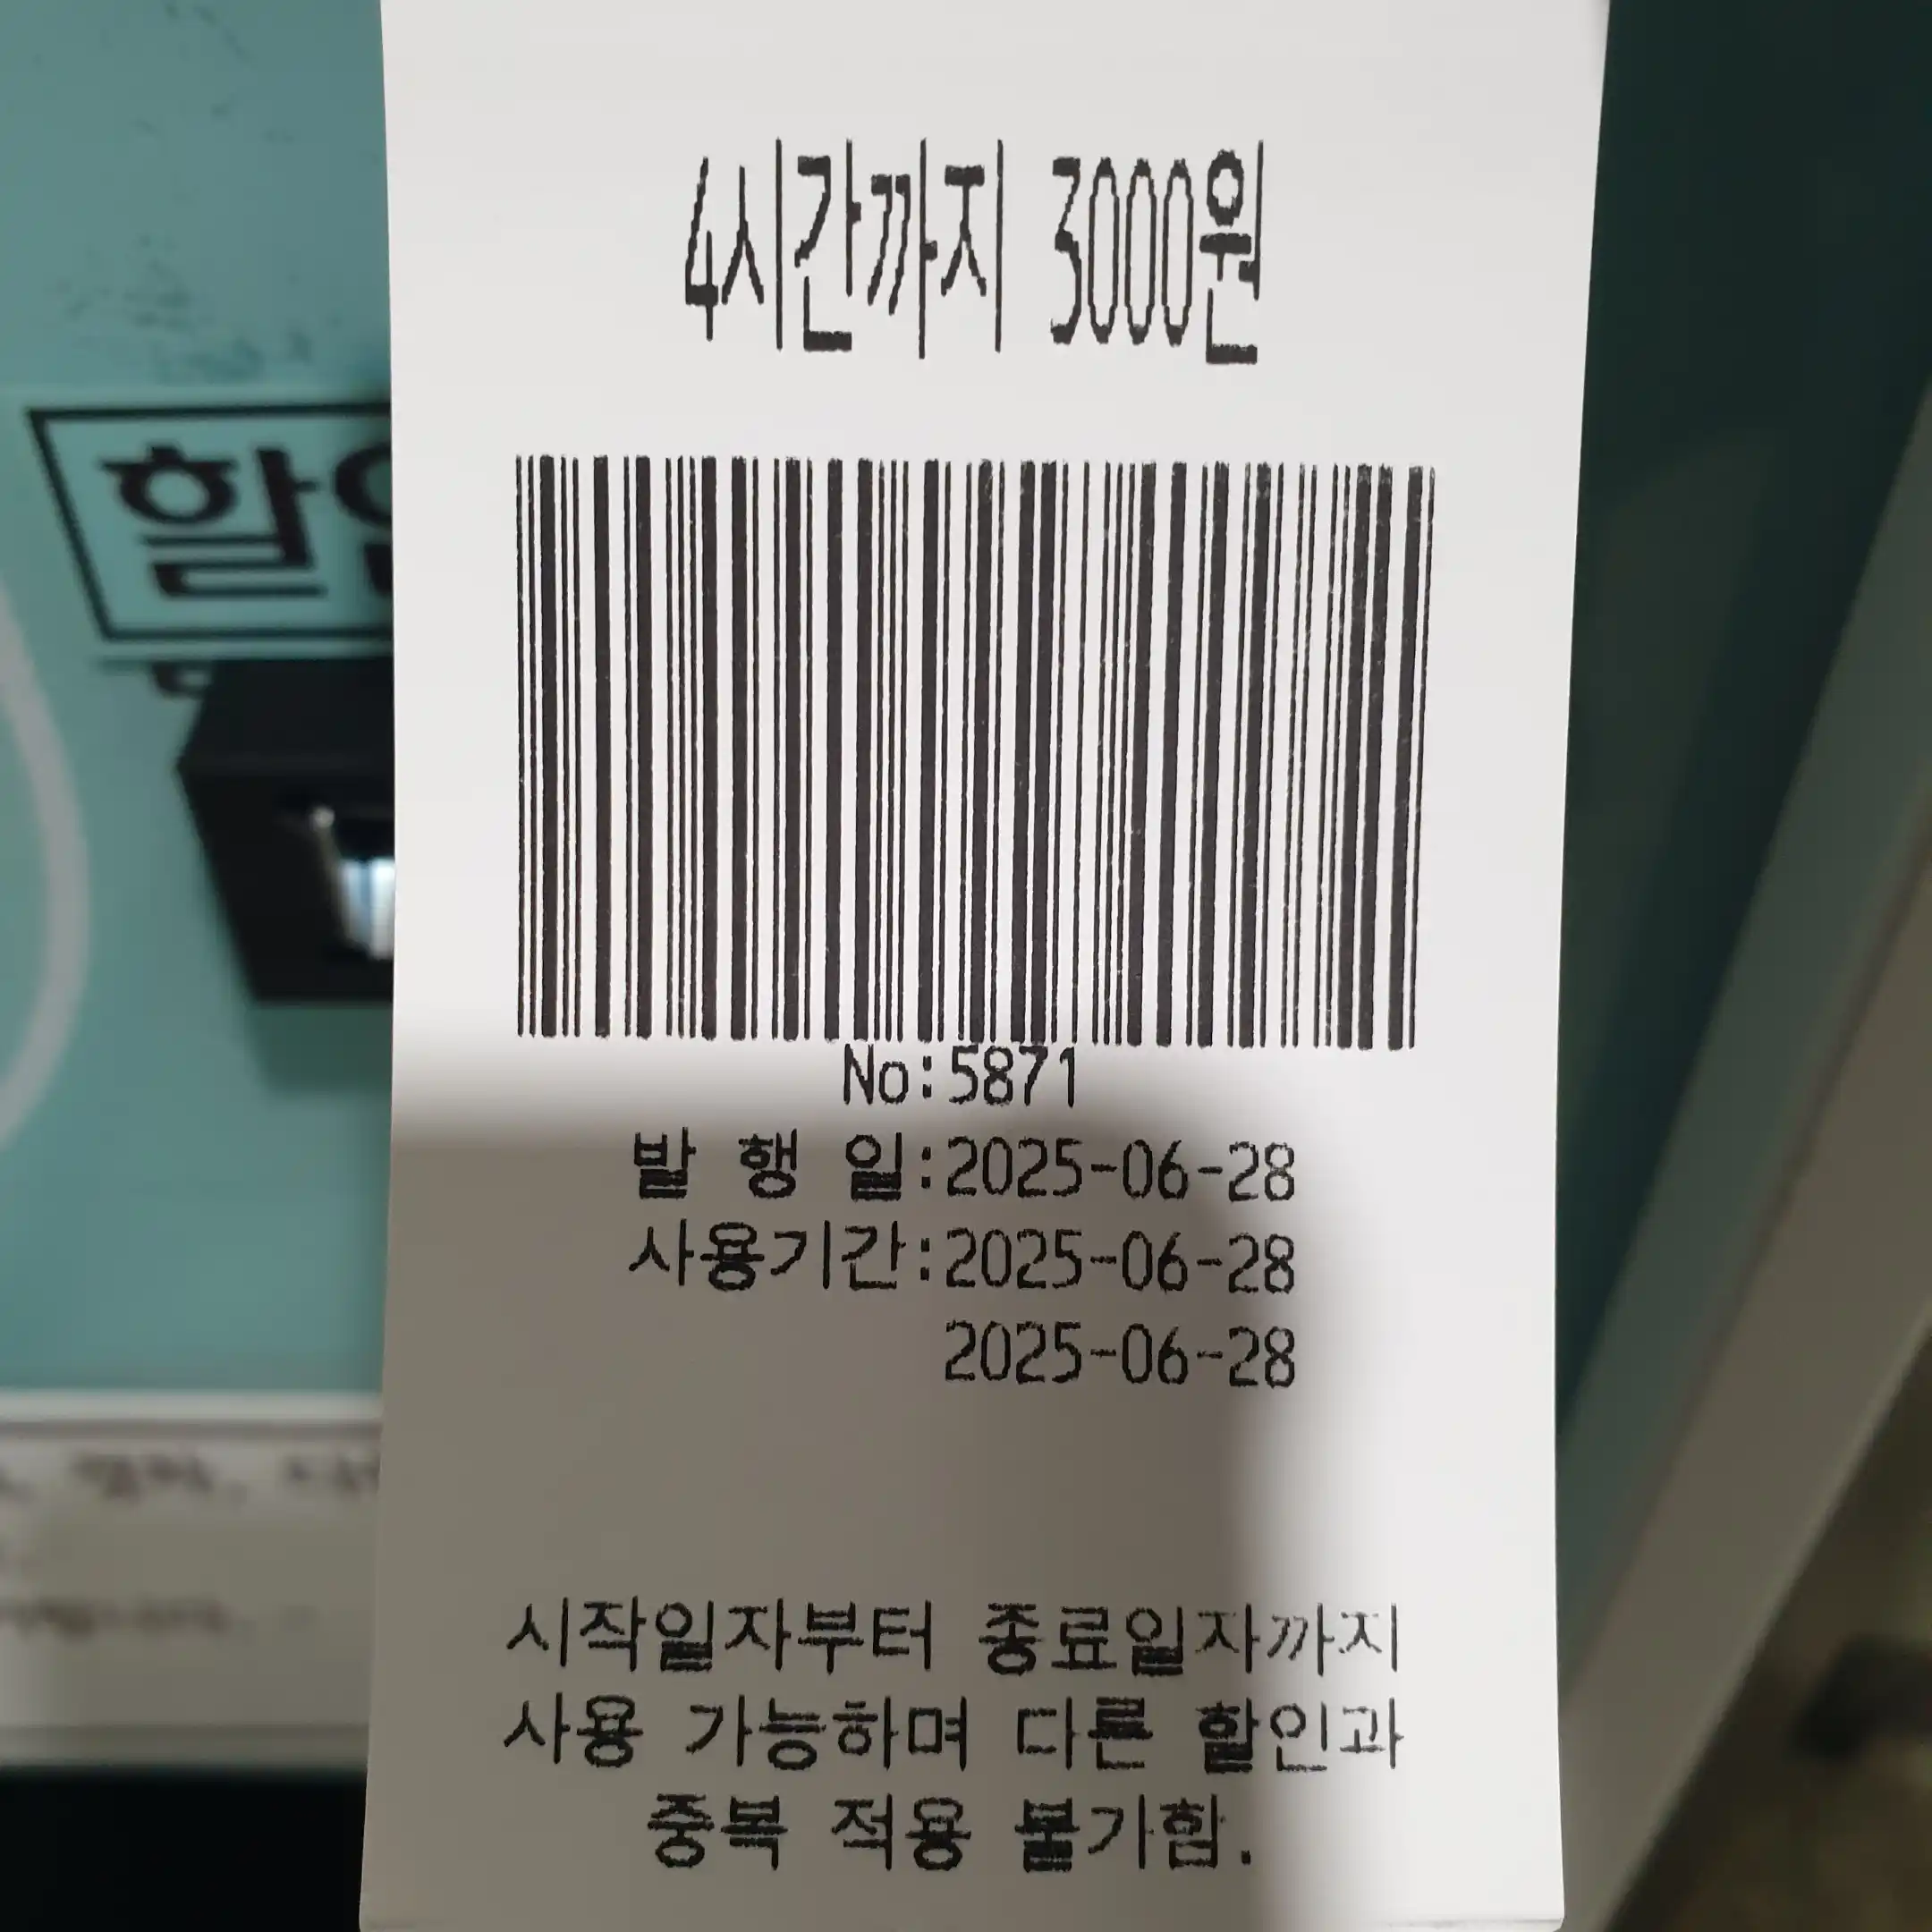 4시간까지 3000원
No:5871
발 행 일:2025-06-28
사용기간:2025-06-28
2025-06-28
시작일자부터 종료일자까지
사용 가능하며 다른 할인과
중복 적용 불가함.
할